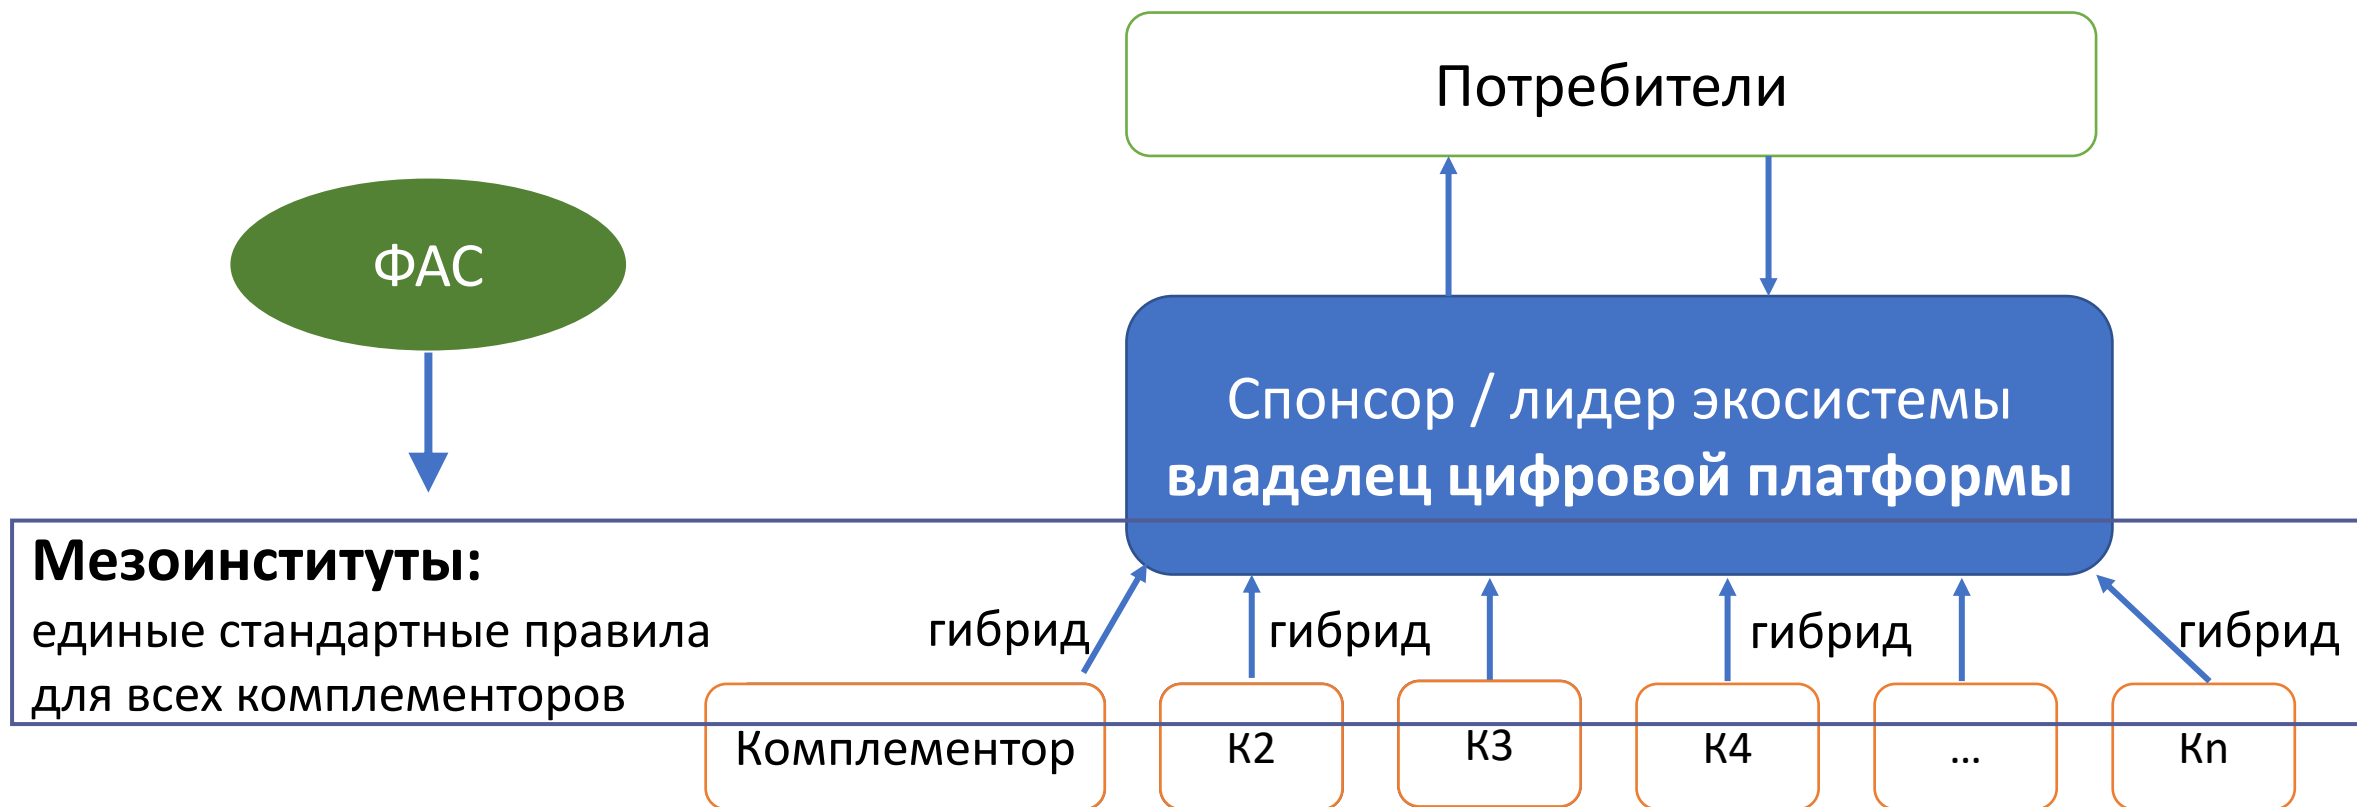 Потребители
ФАС
Спонсор / лидер экосистемы
владелец цифровой платформы
Мезоинституты:
единые стандартные правила
для всех комплементоров
гибрид
гибрид
гибрид
гибрид
Комплементор
К2
К3
К4
...
Кn